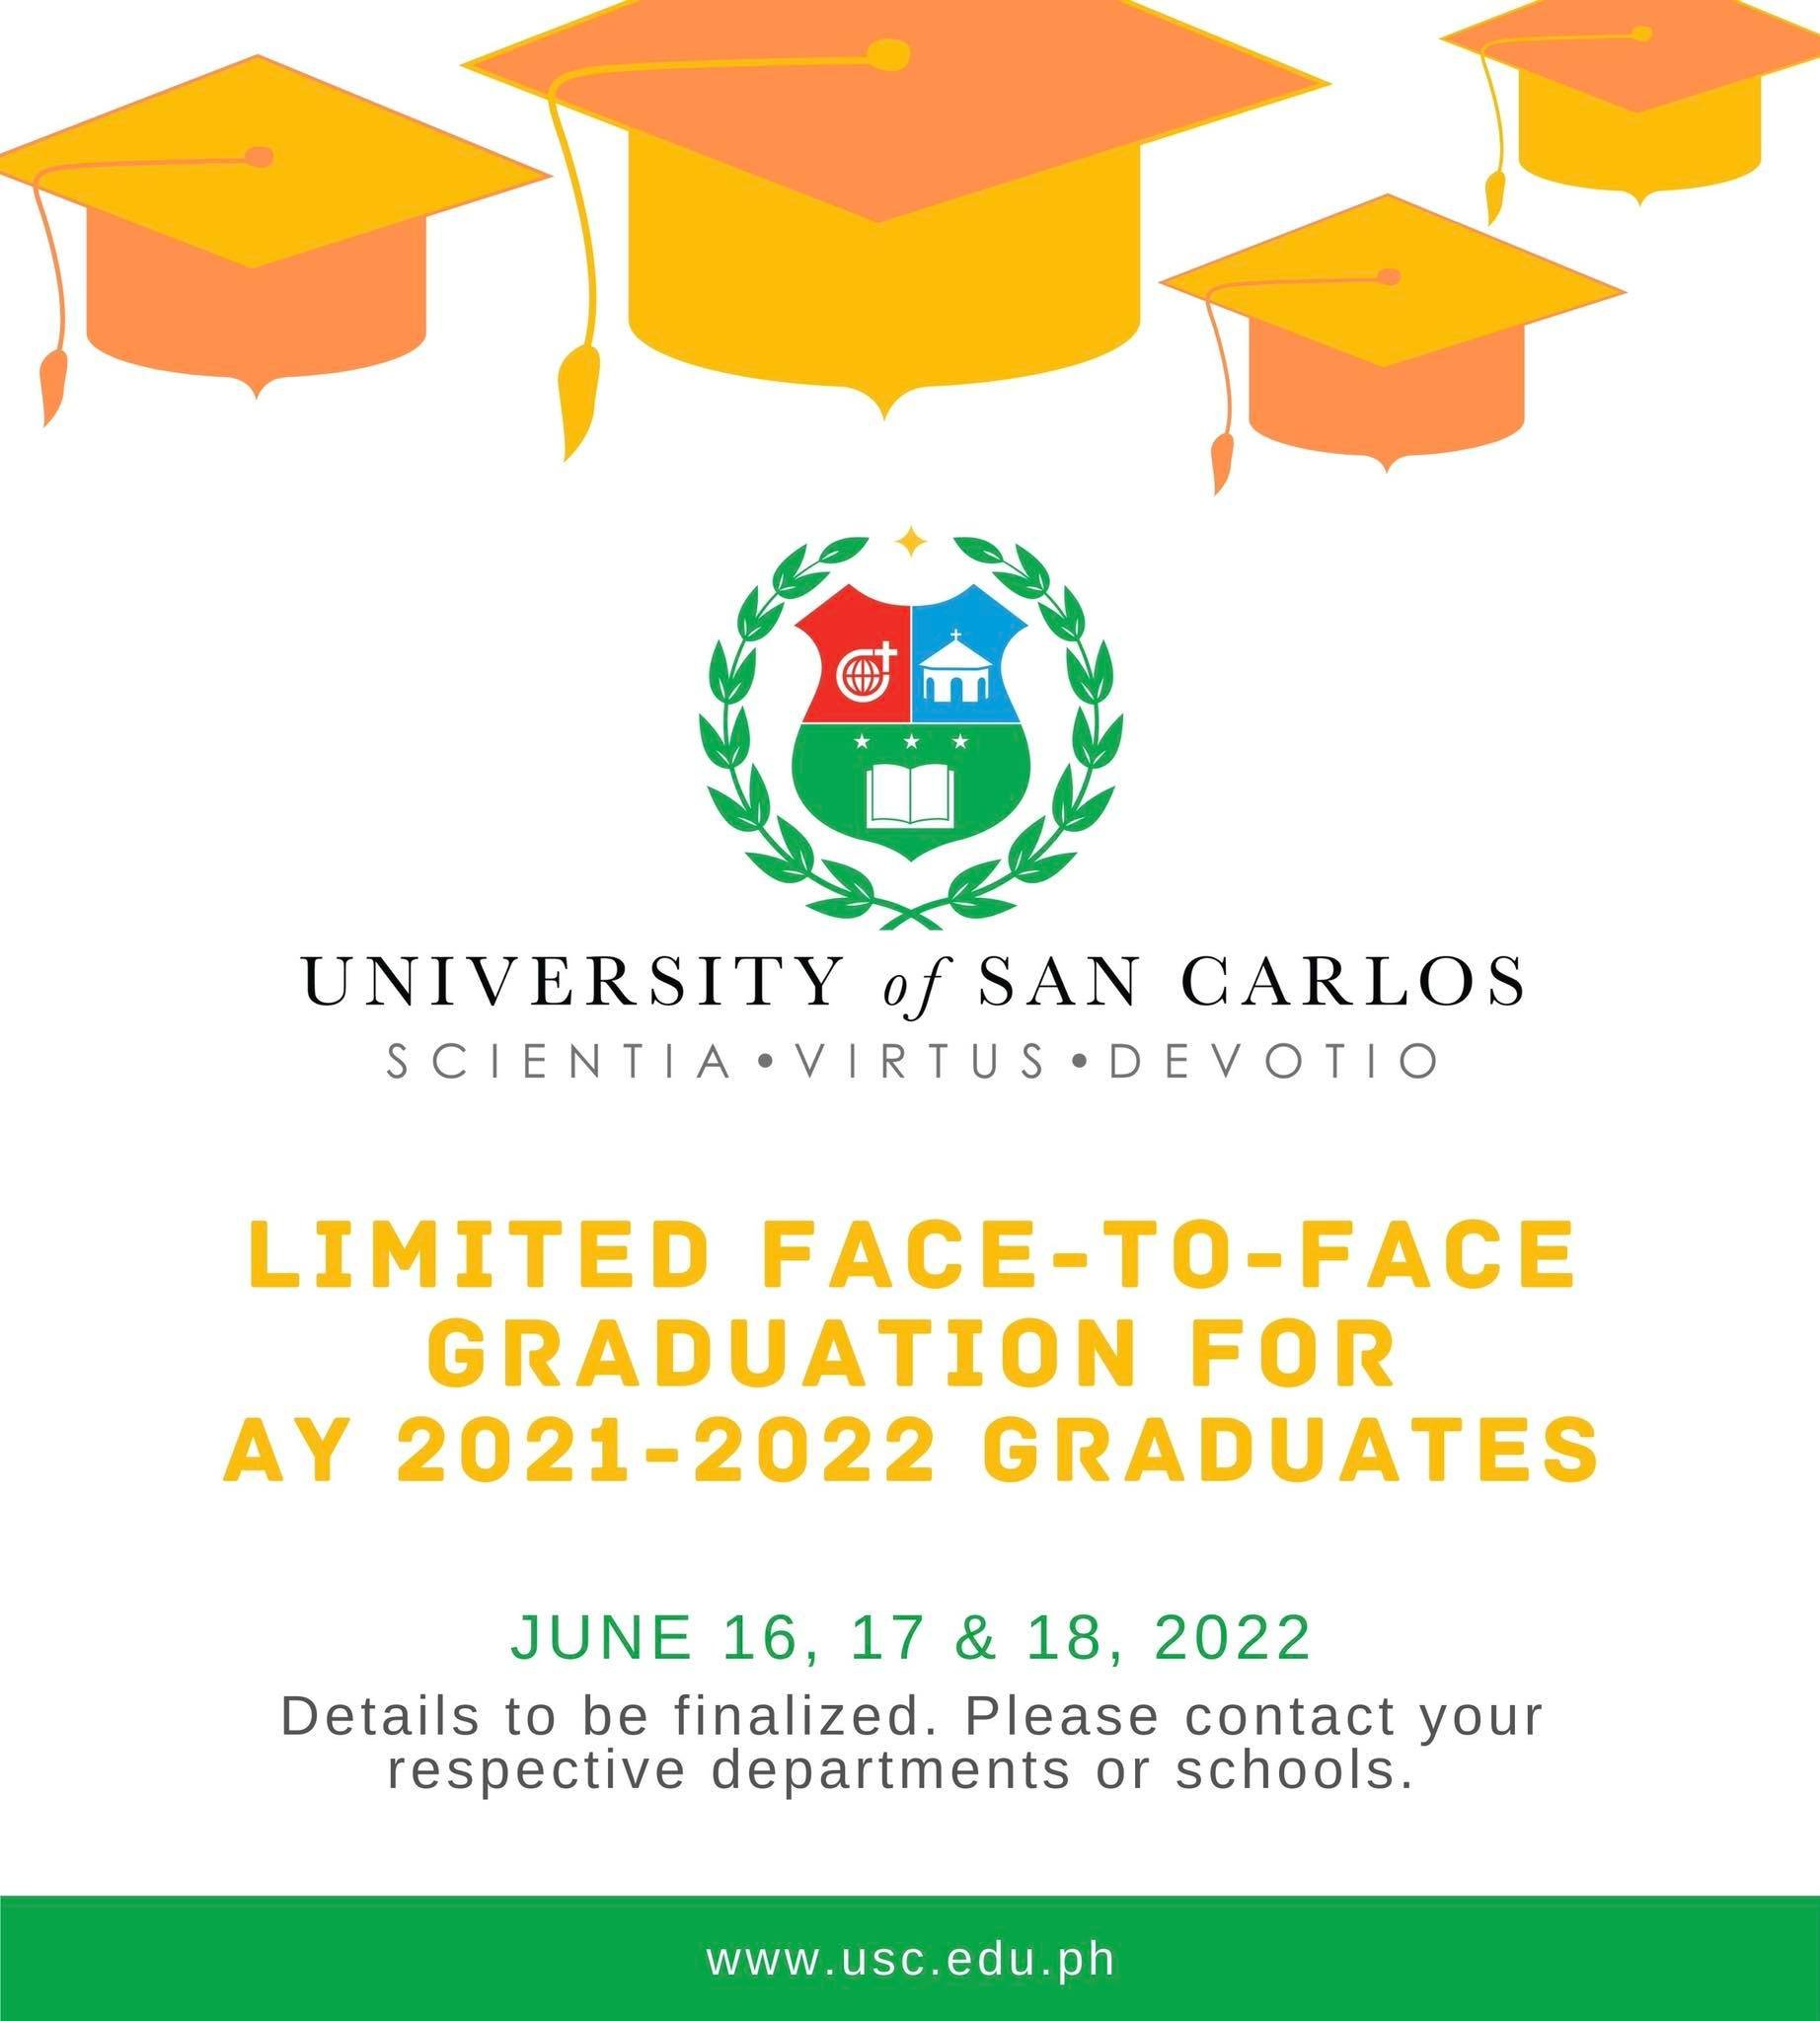 UNIVERSITY of SAN CARLOS
SCIENTIA•VIRTUS•DEVOTIO
LIMITED FACE-TO-FACE
GRADUATION FOR
AY 2021-2022 GRADUATES
JUNE 16, 17 & 18, 2022
Details to be finalized. Please contact your
respective departments or schools.
www.usc.edu.ph